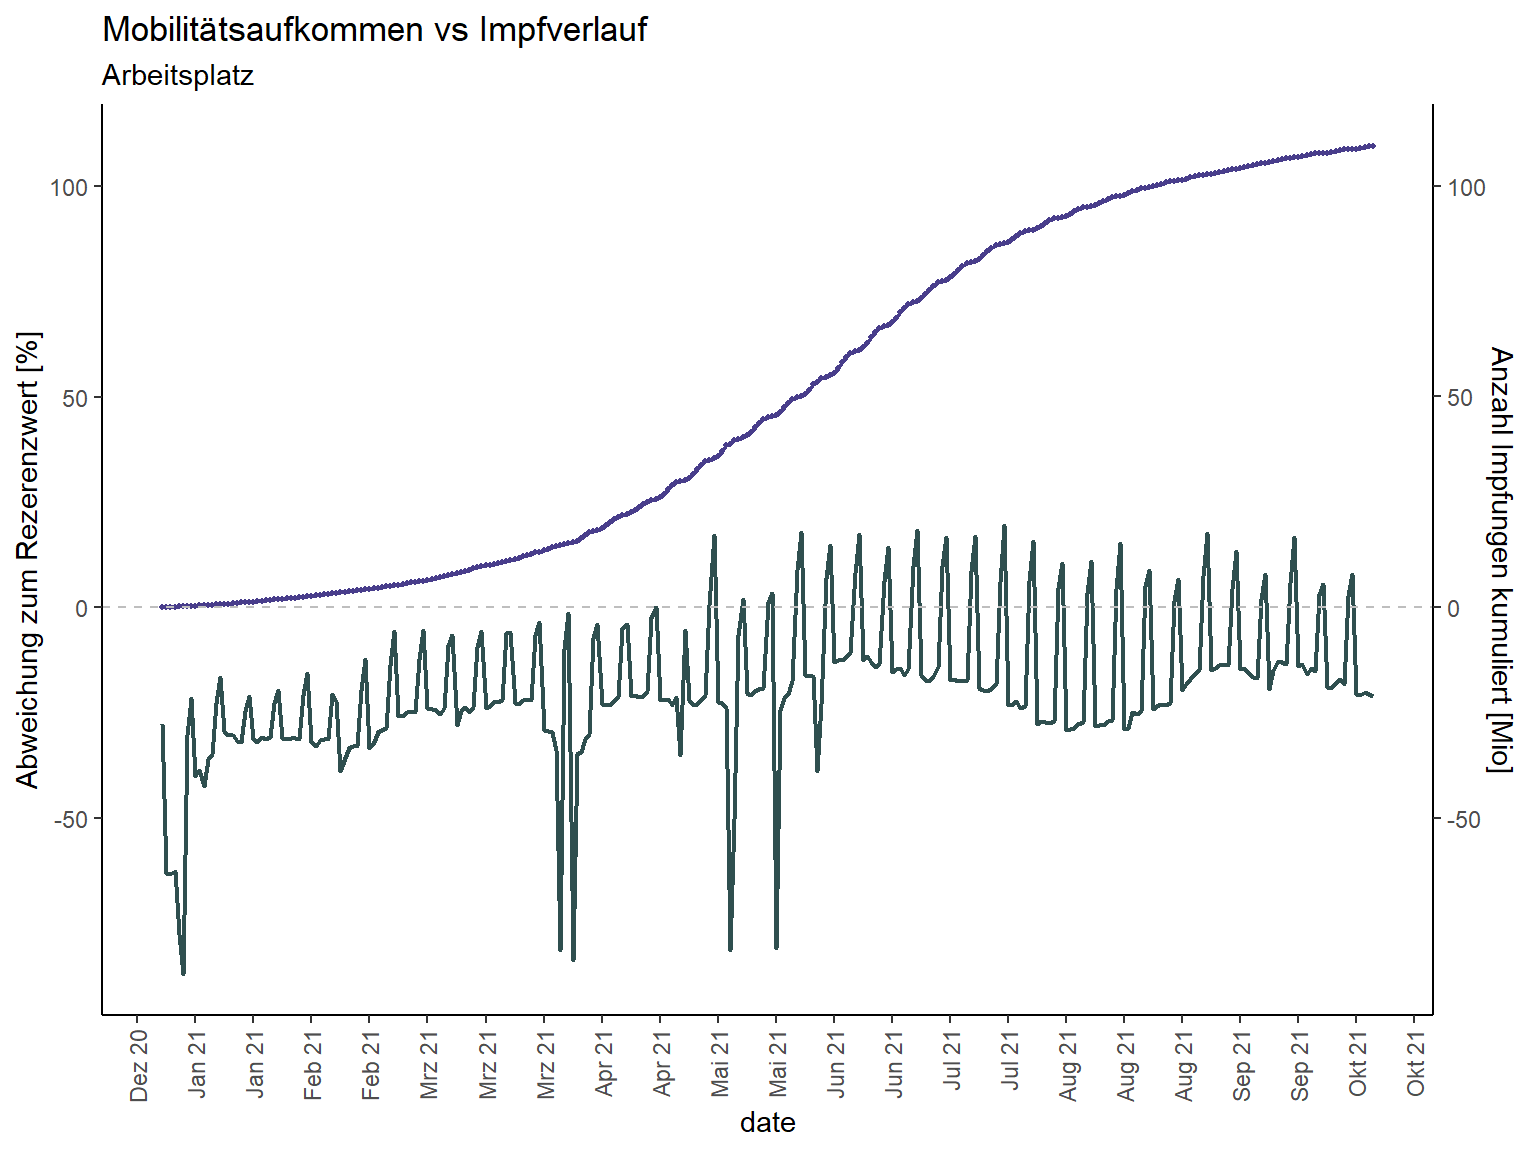 Mobilitätsaufkommen vs Impfverlauf
Arbeitsplatz
Abweichung zum Rezerenzwert [%]
100
50
0
-50
100
50
0
-50
Anzahl Impfungen kumuliert [Mio]
Dez 20
Jan 21
Jan 21
Feb 21
Feb 21
Mrz 21
Mrz 21
Mrz 21
Apr 21
Apr 21
Mai 21
Mai 21
Jun 21
Jun 21
Jul 21
Jul 21
Aug 21
Aug 21
Aug 21
Sep 21
Sep 21
Okt 21
Okt 21
date